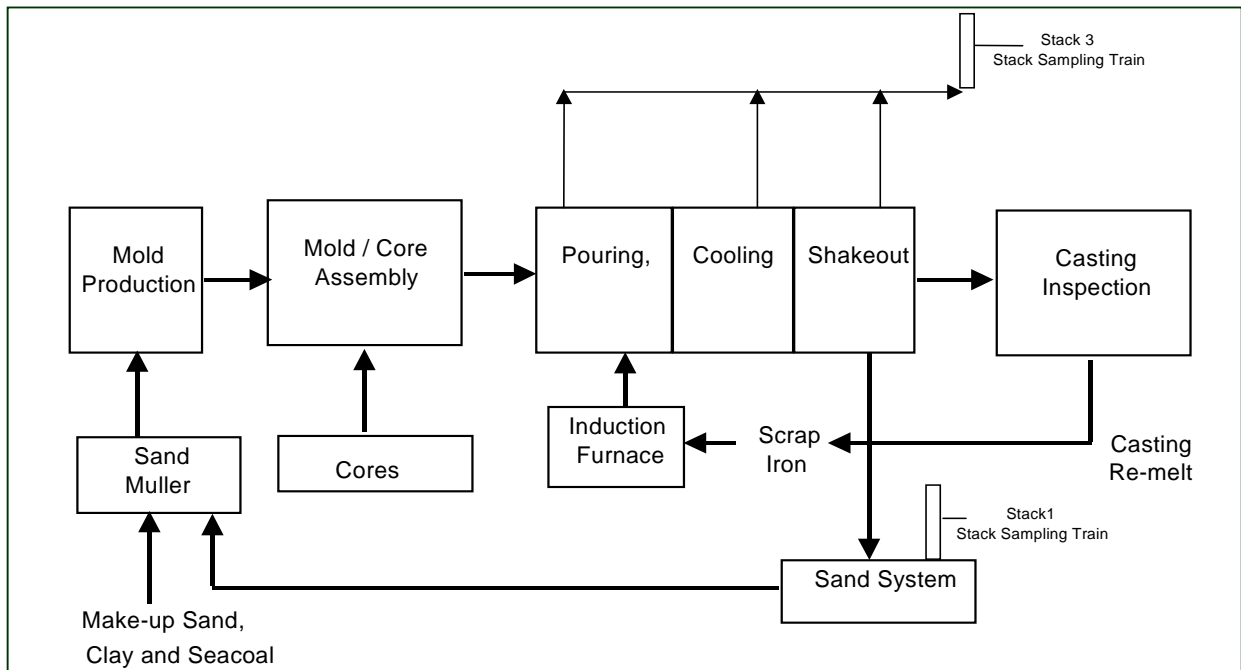 Stack 3
Stack Sampling Train
Mold
Production
Mold / Core
Assembly
Pouring,
Cooling
Shakeout
Casting
Inspection
Sand
Muller
Cores
Induction
Furnace
Scrap
Iron
Casting
Re-melt
Stack1
Stack Sampling Train
Sand System
Make-up Sand,
Clay and Seacoal